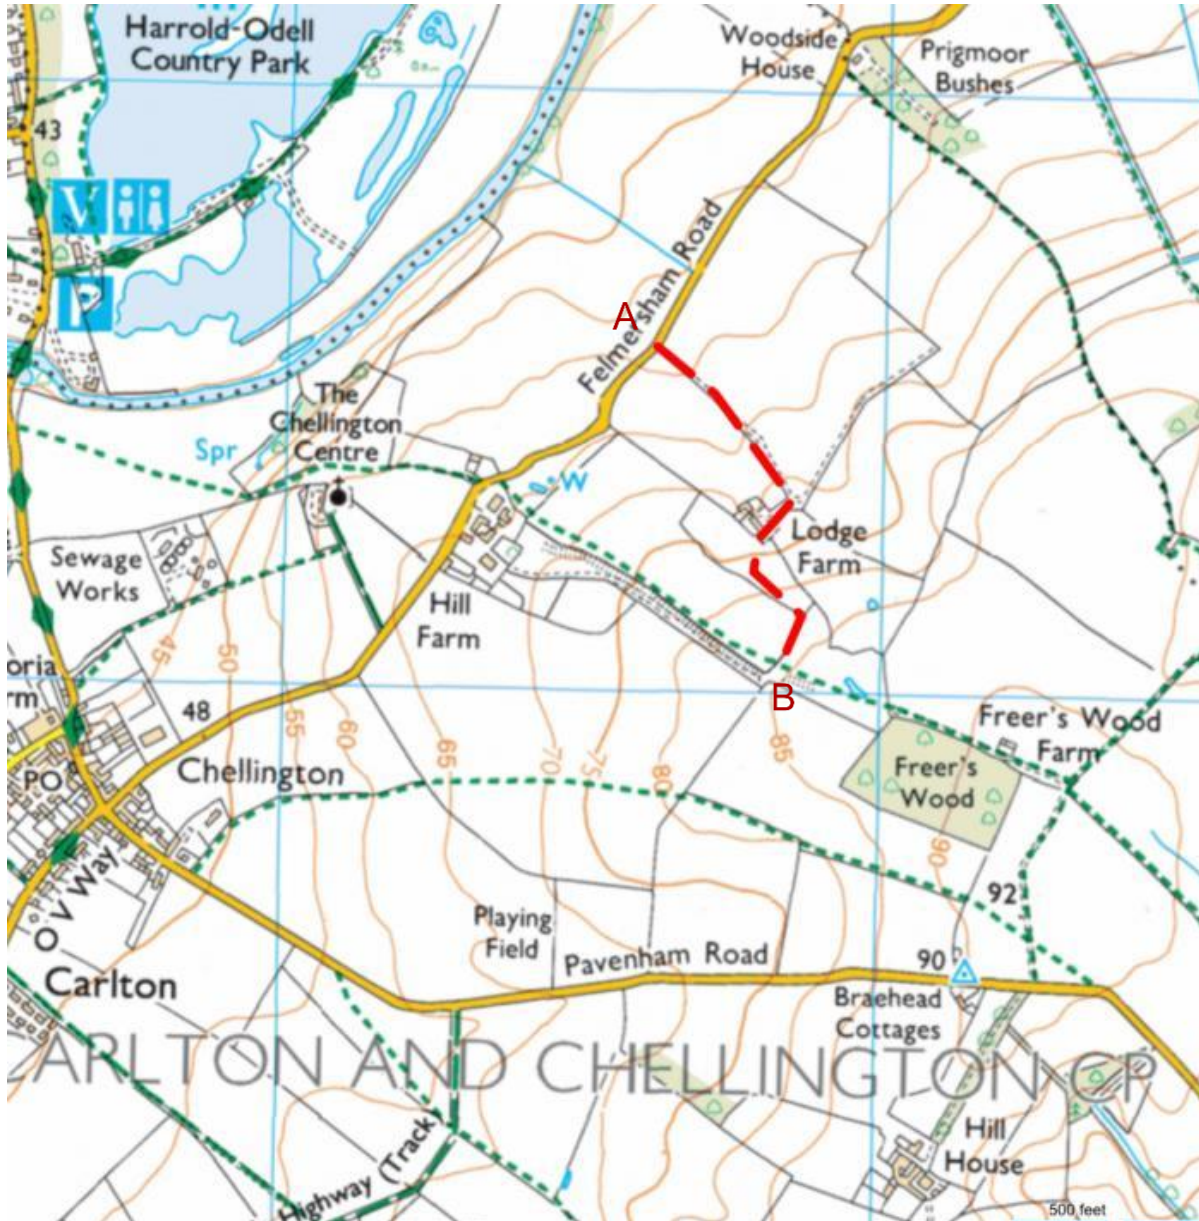 Harrold-Odell
Country Park
Woodside
House
Prigmoor
Bushes
43
V
P
Felmersham Road
A
The
Chellington
Centre
Spr
W
Lodge
Farm
Sewage
Works
Hill
Farm
45
50
55
60
65
70
75
80
85
90
B
48
PO
Chellington
Freer's Wood
Farm
Freer's
Wood
92
Playing
Field
Pavenham Road
90
Way
Carlton
Braehead
Cottages
ARLTON AND CHELLINGTON CP
Hill
House
Highway (Track
500 feet